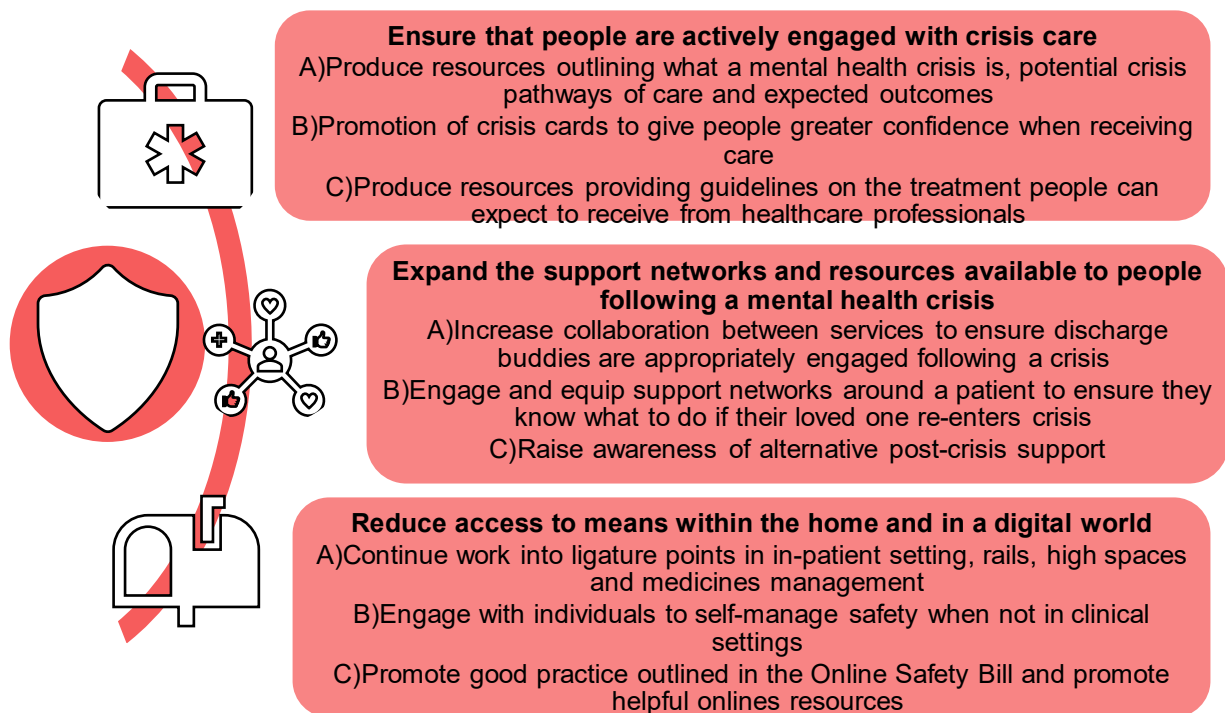 Ensure that people are actively engaged with crisis care
A)Produce resources outlining what a mental health crisis is, potential crisis
pathways of care and expected outcomes
B)Promotion of crisis cards to give people greater confidence when receiving
care
C)Produce resources providing guidelines on the treatment people can
expect to receive from healthcare professionals
Expand the support networks and resources available to people
following a mental health crisis
A)Increase collaboration between services to ensure discharge
buddies are appropriately engaged following a crisis
B)Engage and equip support networks around a patient to ensure they
know what to do if their loved one re-enters crisis
C)Raise awareness of alternative post-crisis support
Reduce access to means within the home and in a digital world
A)Continue work into ligature points in in-patient setting, rails, high spaces
and medicines management
B)Engage with individuals to self-manage safety when not in clinical
settings
C)Promote good practice outlined in the Online Safety Bill and promote
helpful onlines resources